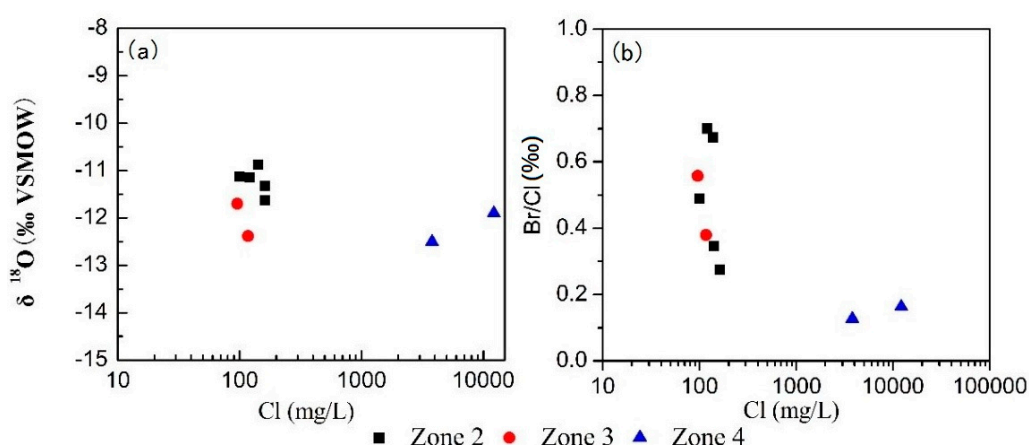 (a)
-8
-9
-10
-11
-12
-13
-14
-15
δ ¹⁸O (‰ VSMOW)
10 100 1000 10000
Cl (mg/L)
(b)
1.0
0.8
0.6
0.4
0.2
0.0
Br/Cl (‰)
10 100 1000 10000 100000
Cl (mg/L)
Zone 2 Zone 3 Zone 4